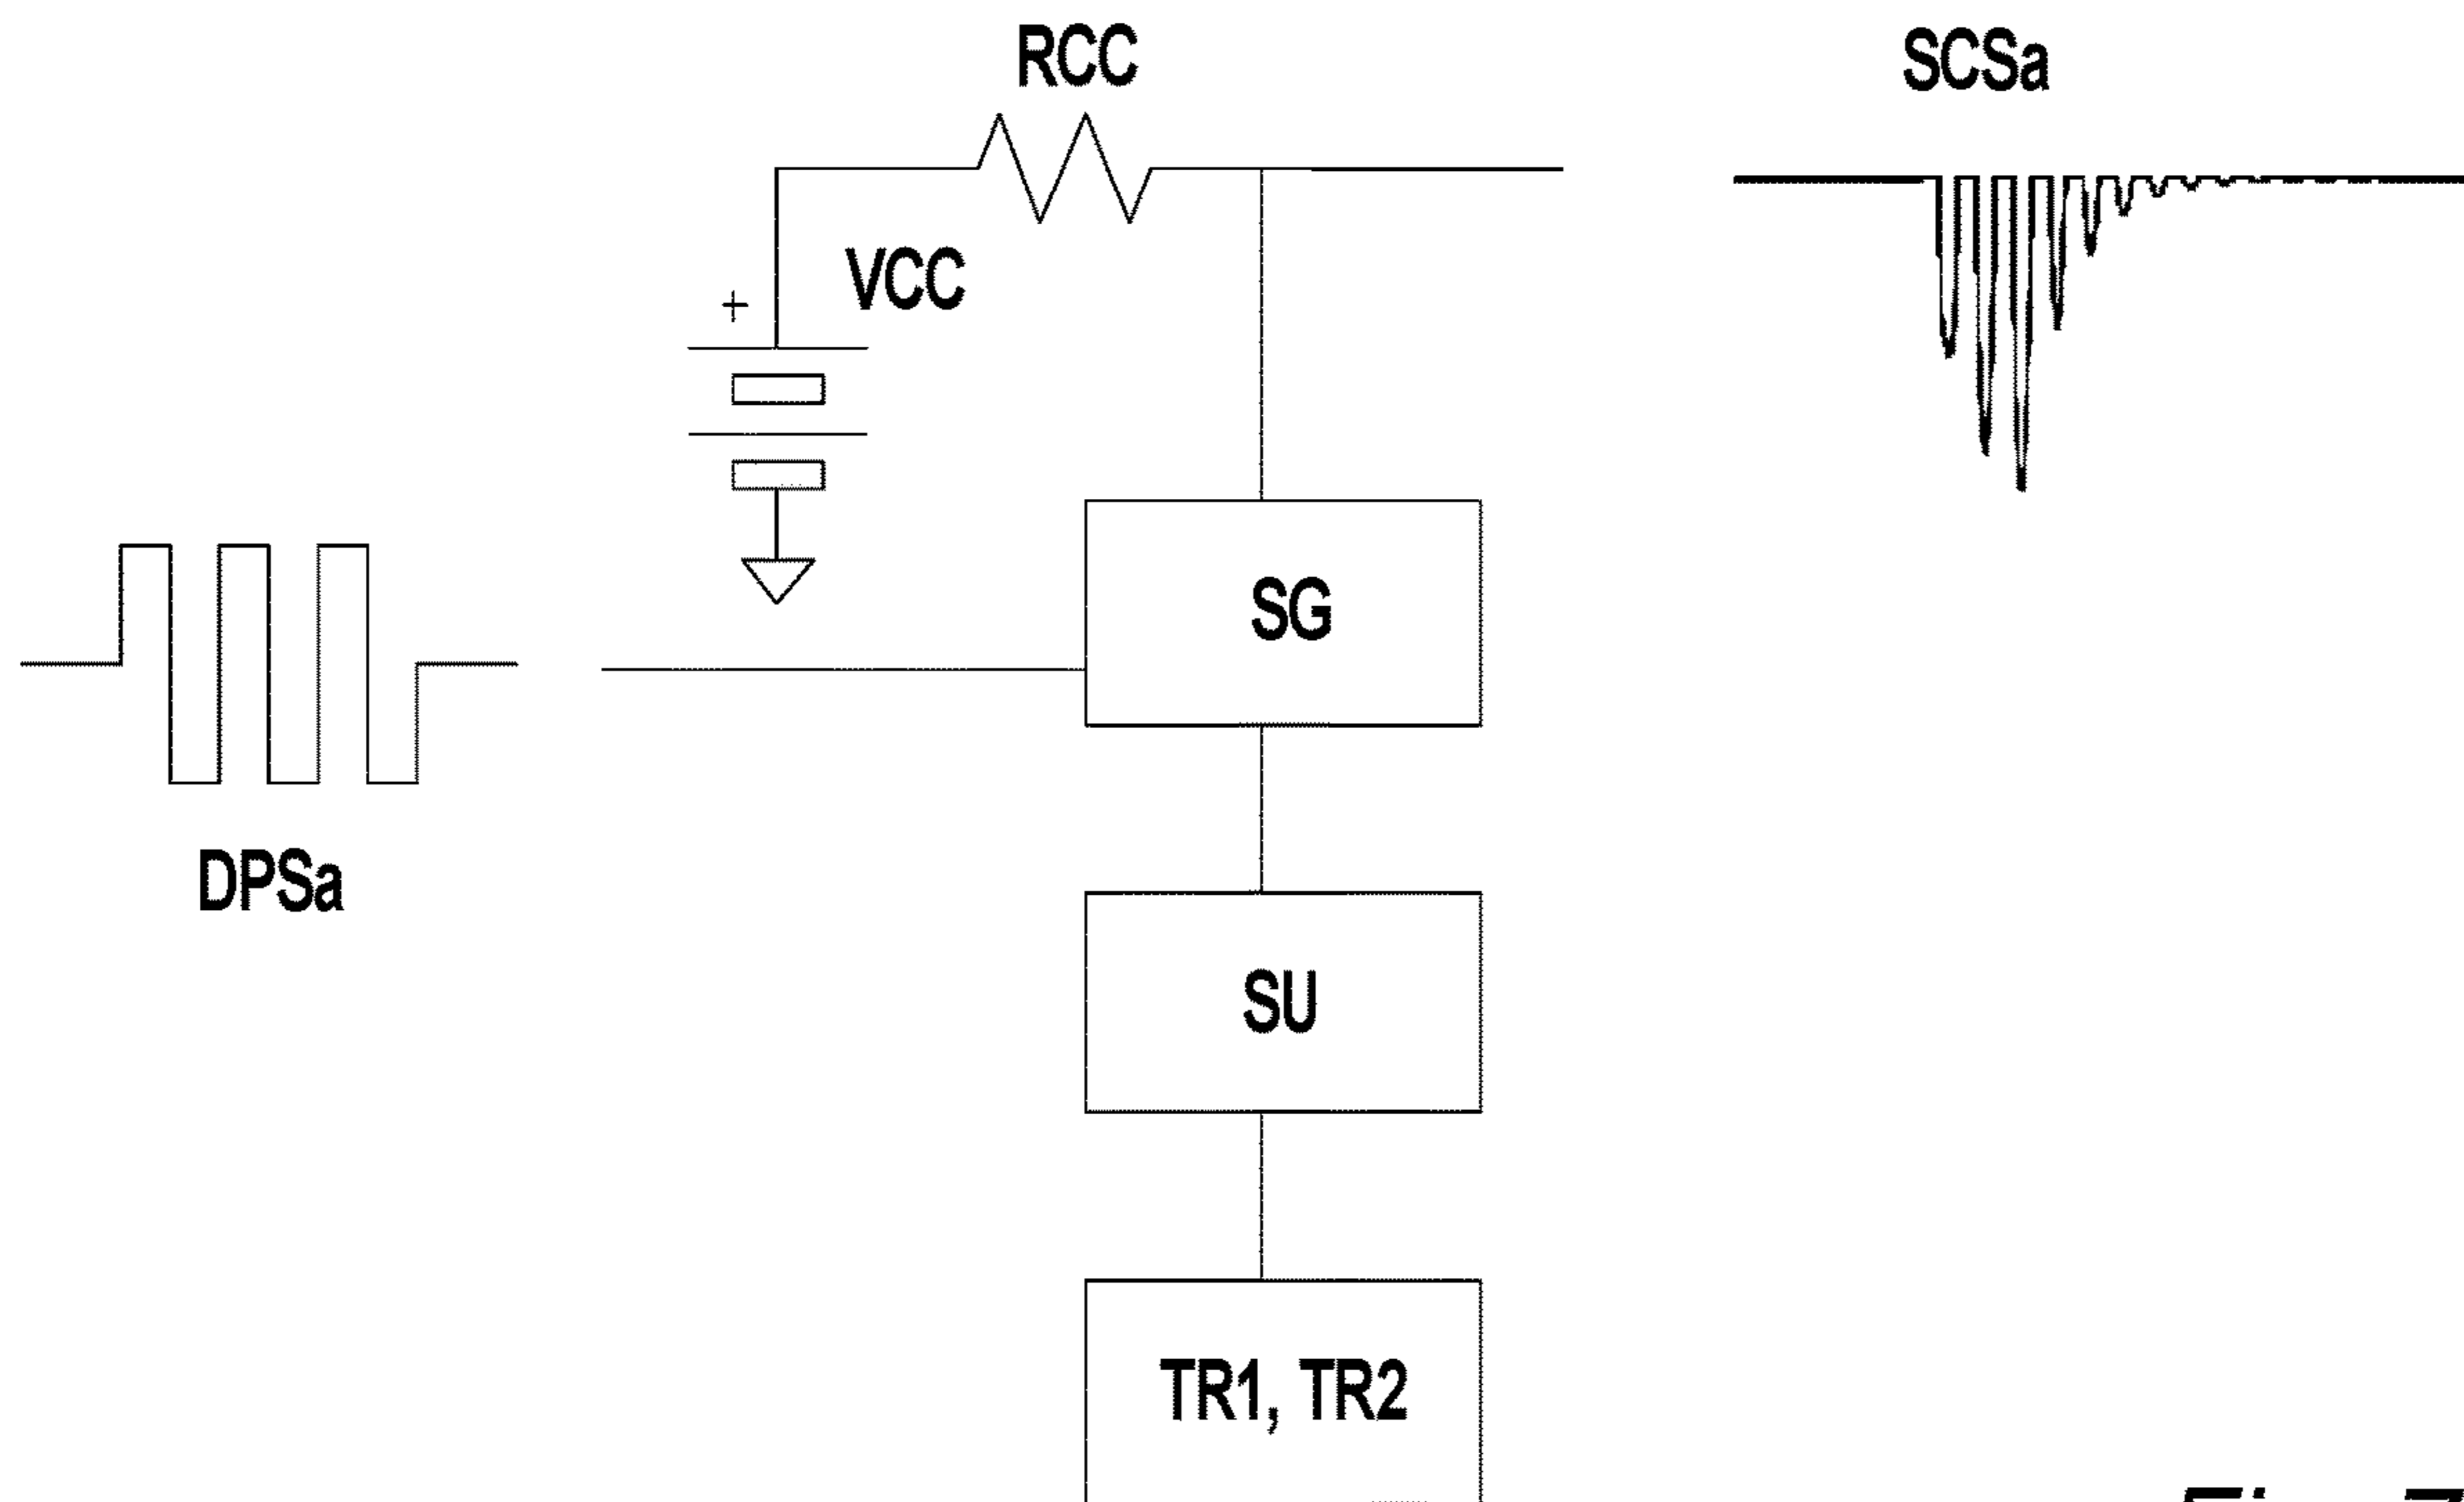 RCC
SCSa
VCC
+
SG
DPSa
SU
TR1, TR2